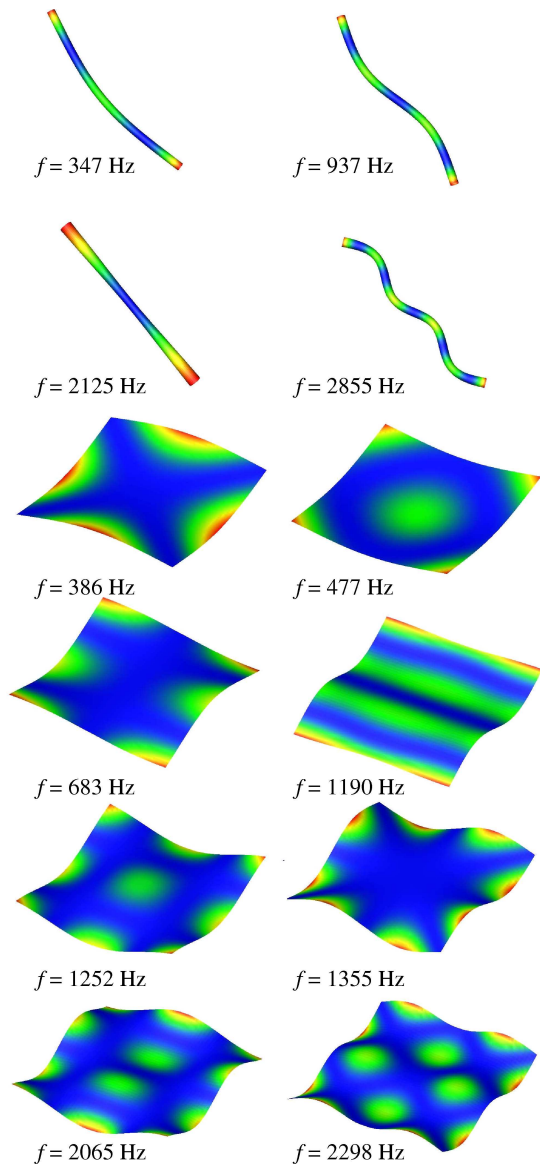 f = 347 Hz
f = 937 Hz
f = 2125 Hz
f = 2855 Hz
f = 386 Hz
f = 477 Hz
f = 683 Hz
f = 1190 Hz
f = 1252 Hz
f = 1355 Hz
f = 2065 Hz
f = 2298 Hz